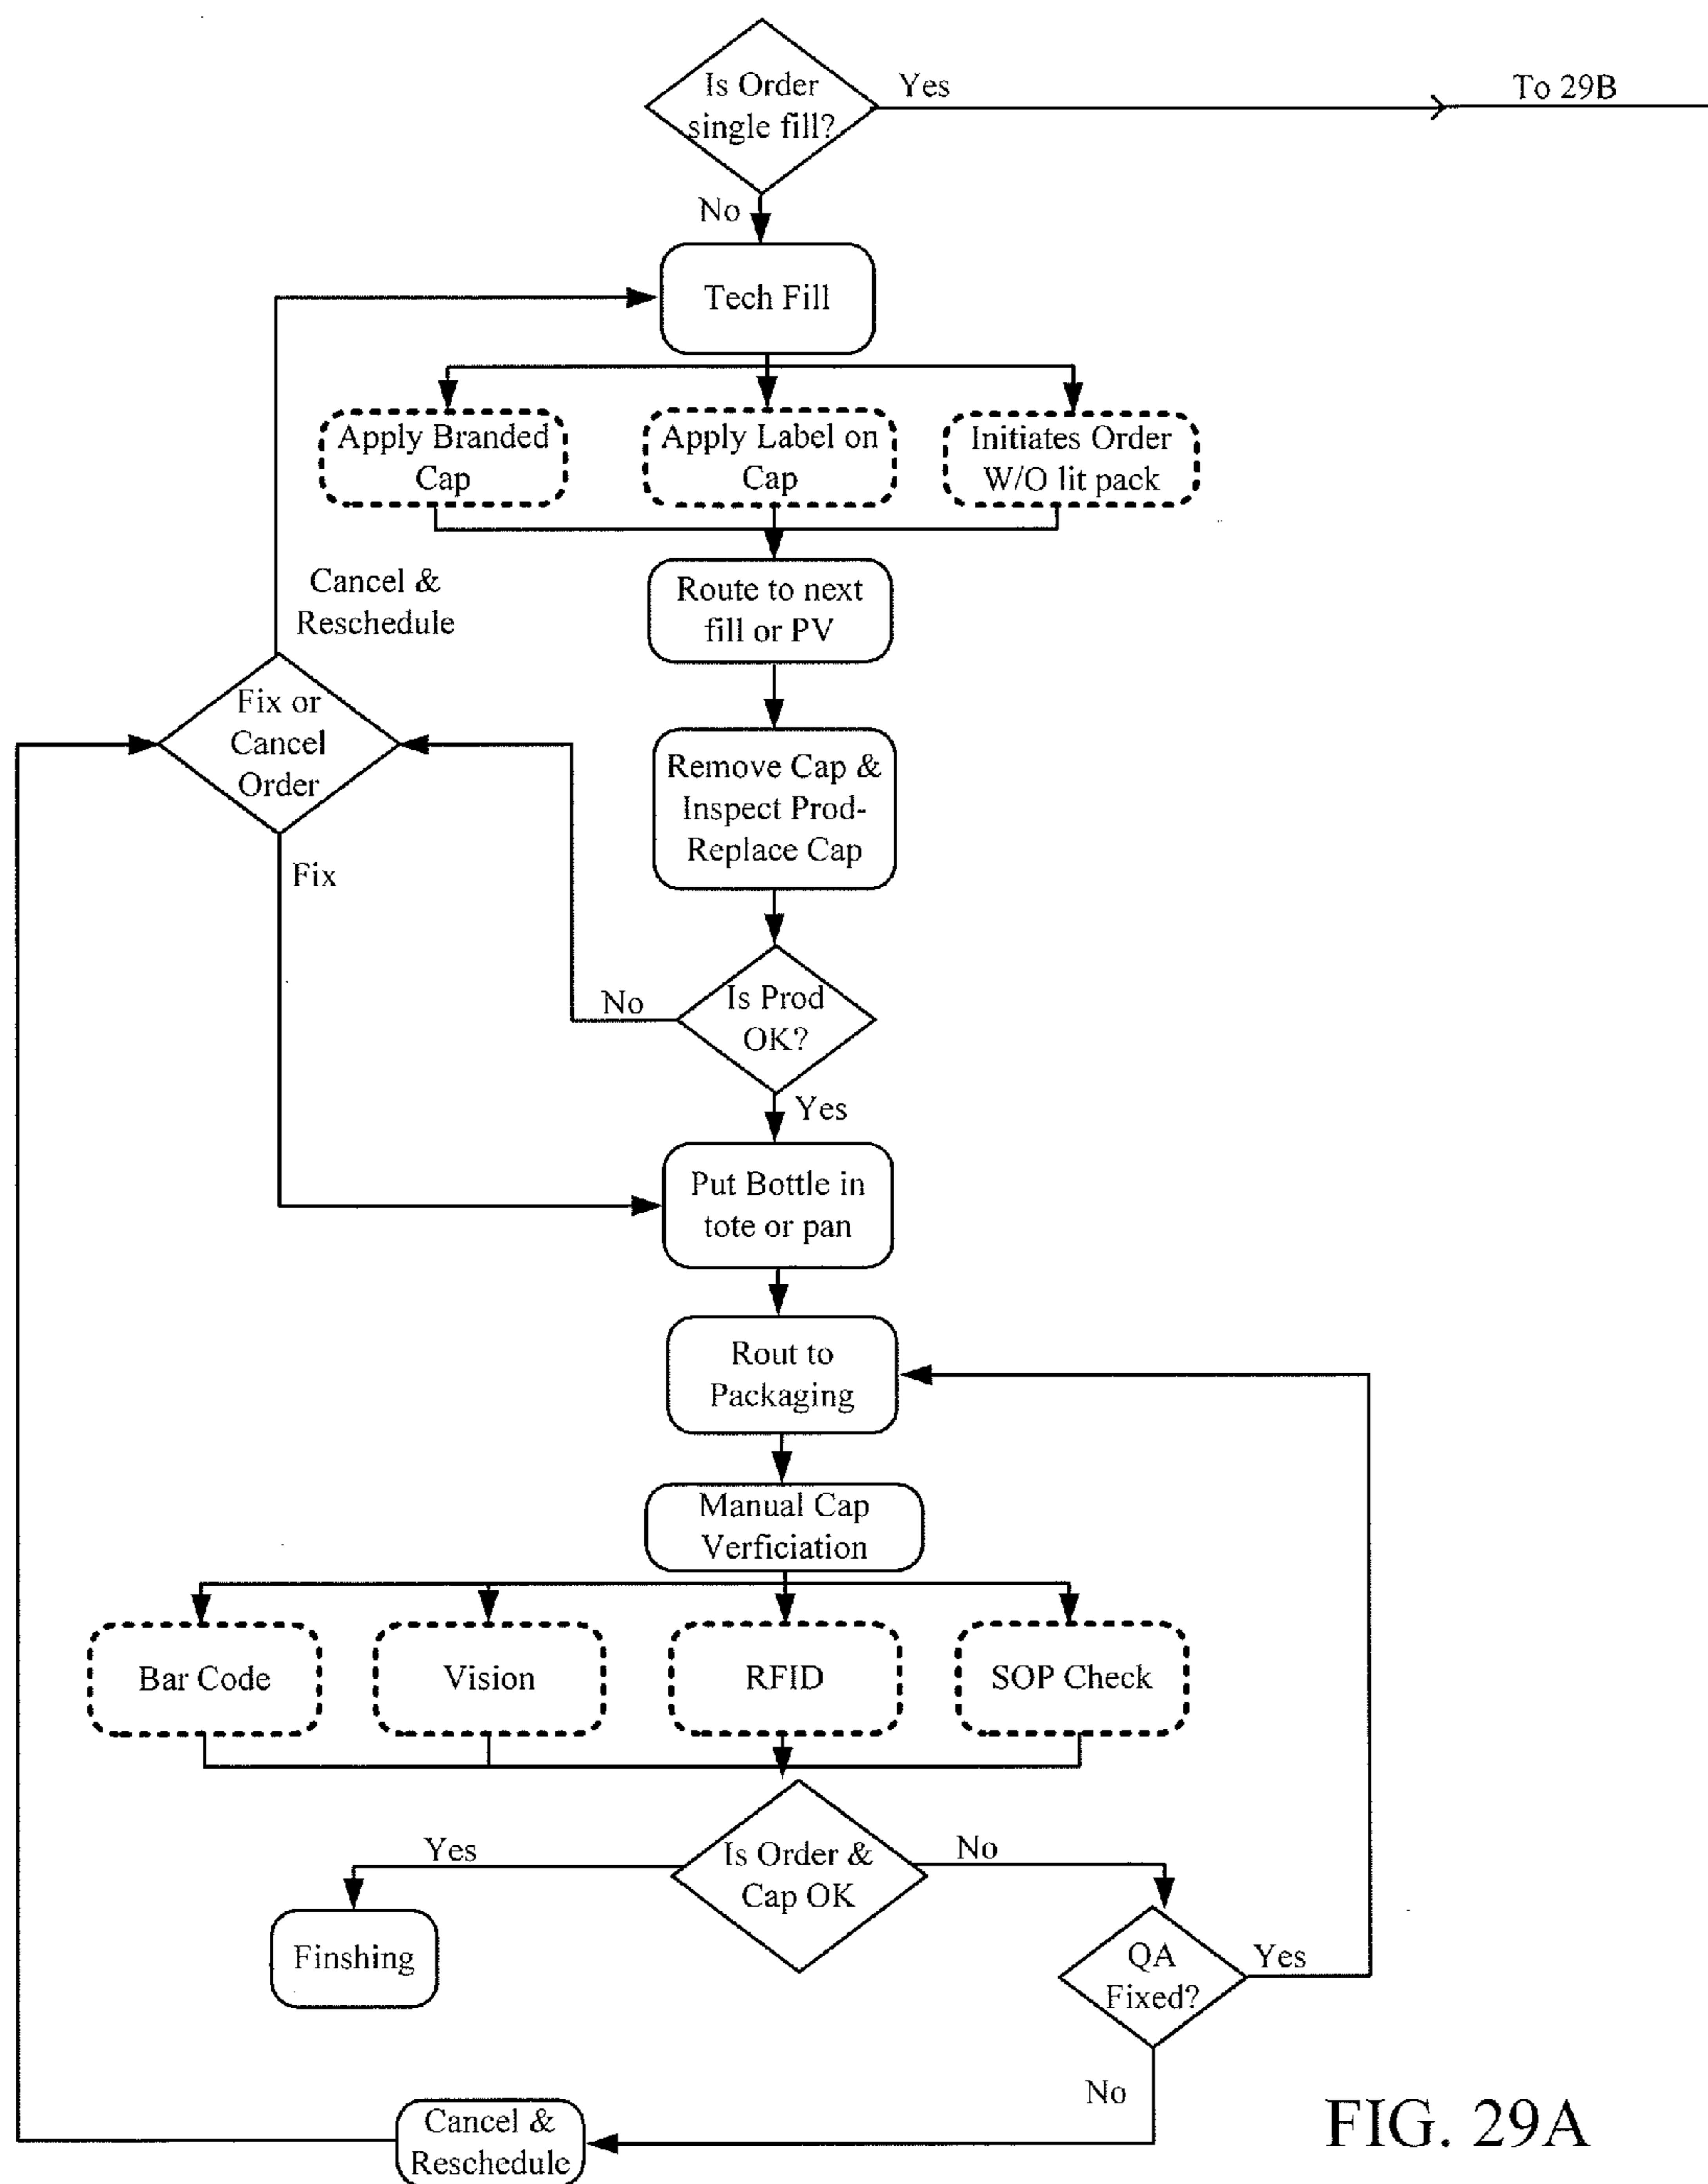 Is Order
single fill?
Yes
To 29B
No
Tech Fill
Apply Branded
Cap
Apply Label on
Cap
Initiates Order
W/O lit pack
Cancel &
Reschedule
Route to next
fill or PV
Fix or
Cancel
Order
Remove Cap &
Inspect Prod-
Replace Cap
Fix
No
Is Prod
OK?
Yes
Put Bottle in
tote or pan
Rout to
Packaging
Manual Cap
Verficiation
Bar Code
Vision
RFID
SOP Check
Yes
Is Order &
Cap OK
No
Finshing
QA
Fixed?
Yes
No
Cancel &
Reschedule
FIG. 29A